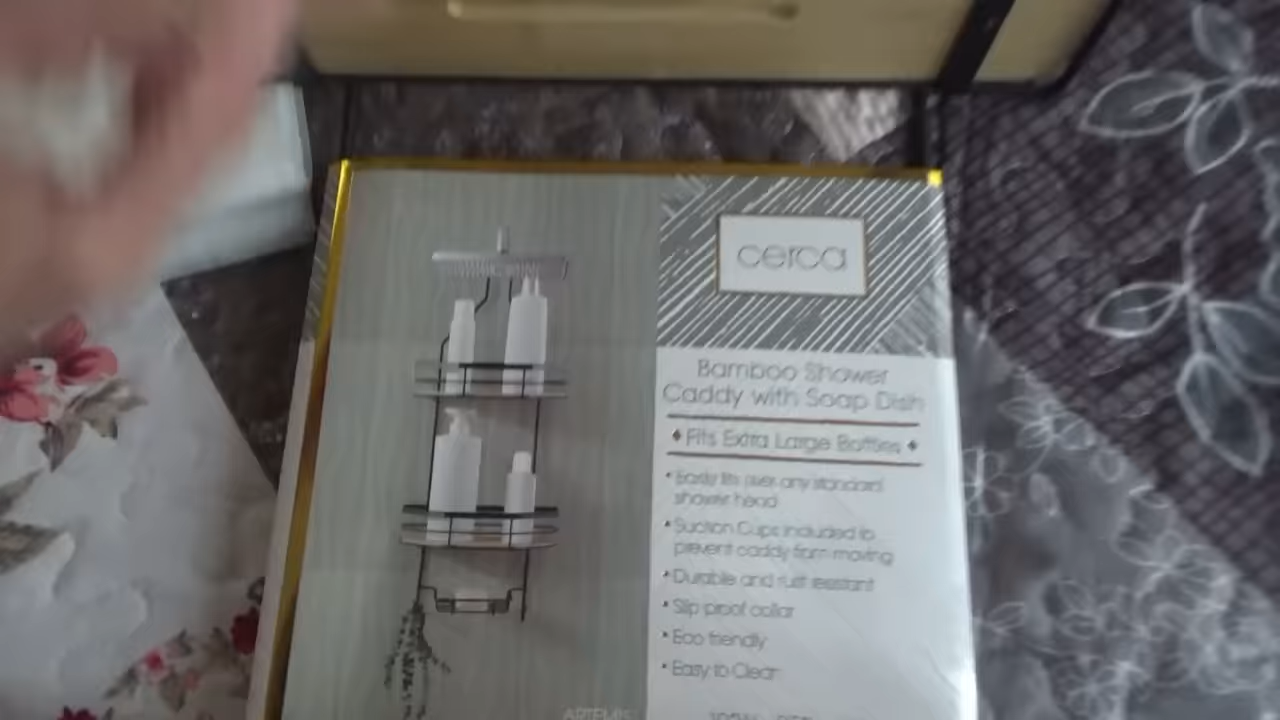 cerca
Bamboo Shower
Caddy with Soap Dish
Fits Extra Large Bottles
• Easily fits over any standard
shower head
• Suction Cups included to
prevent caddy from moving
• Durable and rust resistant
• Slip proof collar
• Eco friendly
• Easy to Clean
ARTEMIS